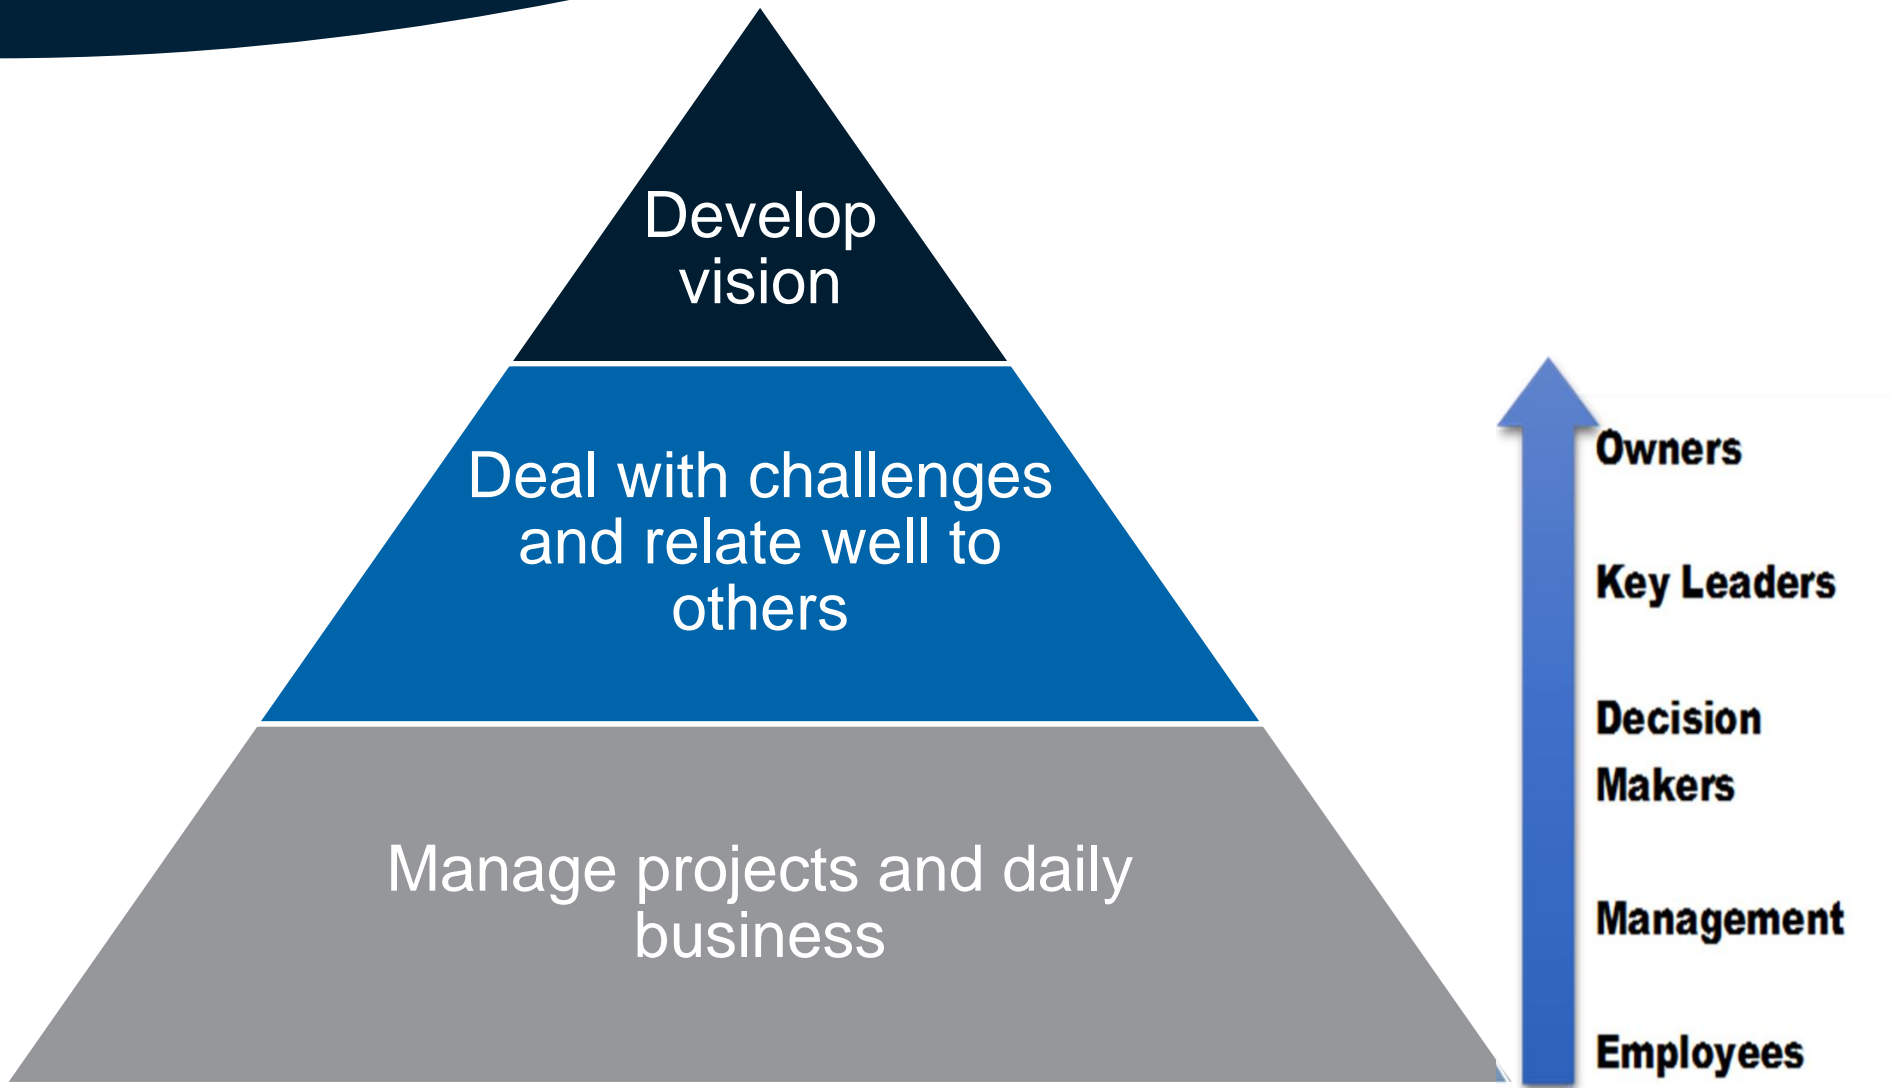 Develop
vision
Deal with challenges
and relate well to
others
Manage projects and daily
business
Owners
Key Leaders
Decision
Makers
Management
Employees